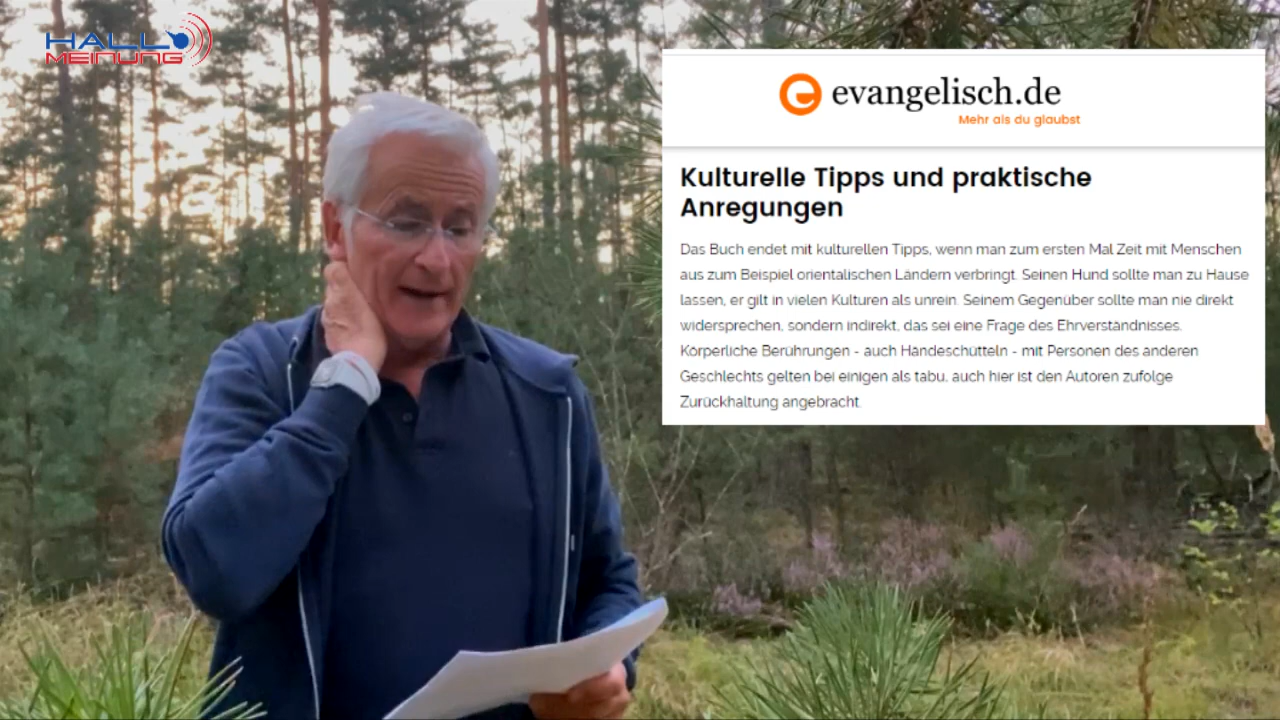 HALLO
MEINUNG
evangelisch.de
Mehr als du glaubst
Kulturelle Tipps und praktische
Anregungen
Das Buch endet mit kulturellen Tipps, wenn man zum ersten Mal Zeit mit Menschen
aus zum Beispiel orientalischen Ländern verbringt. Seinen Hund sollte man zu Hause
lassen, er gilt in vielen Kulturen als unrein. Seinem Gegenüber sollte man nie direkt
widersprechen, sondern indirekt, das sei eine Frage des Ehrverständnisses.
Körperliche Berührungen - auch Händeschütteln - mit Personen des anderen
Geschlechts gelten bei einigen als tabu, auch hier ist den Autoren zufolge
Zurückhaltung angebracht.